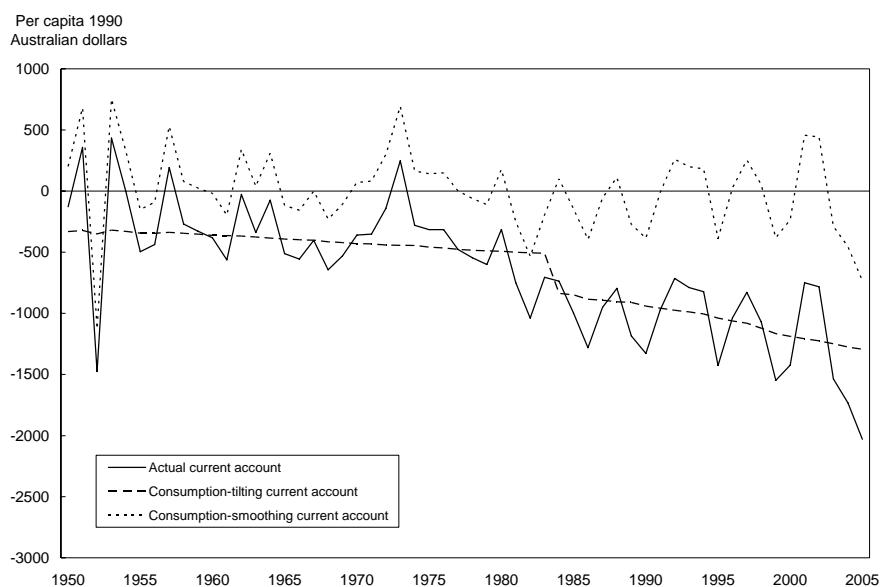 Per capita 1990
Australian dollars
1000
500
0
-500
-1000
-1500
-2000
-2500
-3000
Actual current account
Consumption-tilting current account
Consumption-smoothing current account
1950 1955 1960 1965 1970 1975 1980 1985 1990 1995 2000 2005